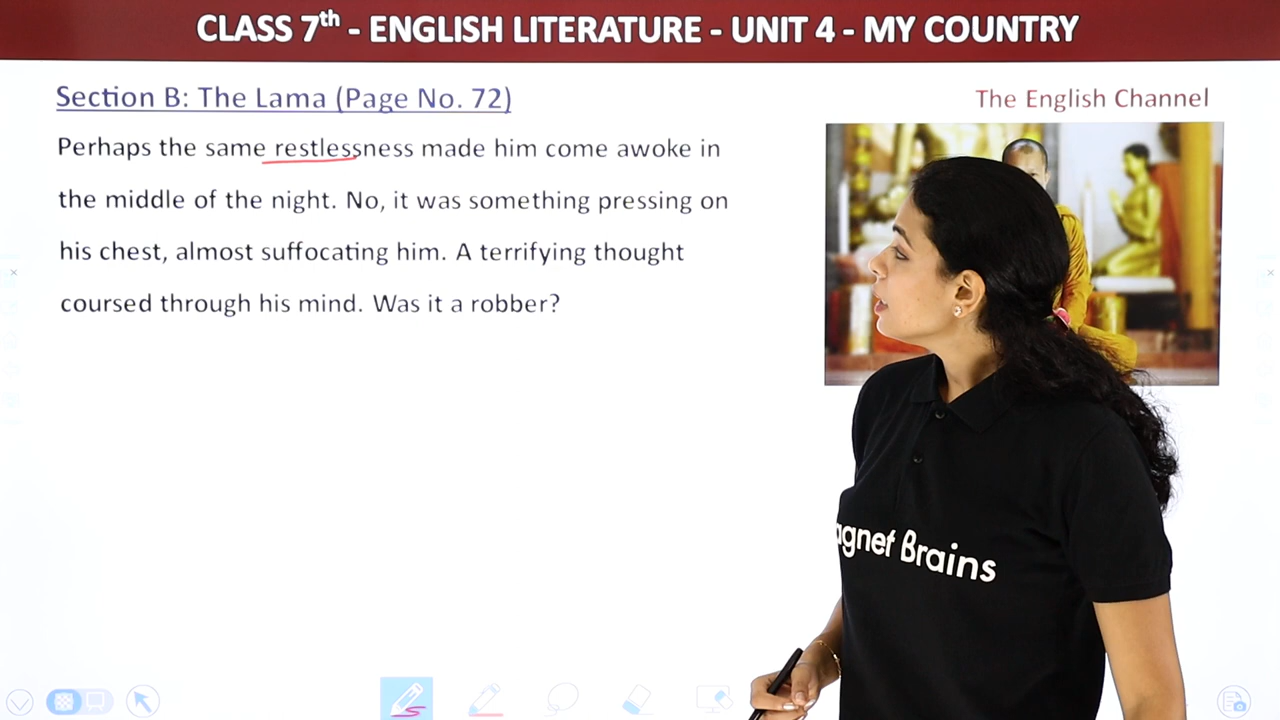 CLASS 7th - ENGLISH LITERATURE - UNIT 4 - MY COUNTRY
Section B: The Lama (Page No. 72)
The English Channel
Perhaps the same restlessness made him come awoke in
the middle of the night. No, it was something pressing on
his chest, almost suffocating him. A terrifying thought
coursed through his mind. Was it a robber?
agnet Brains